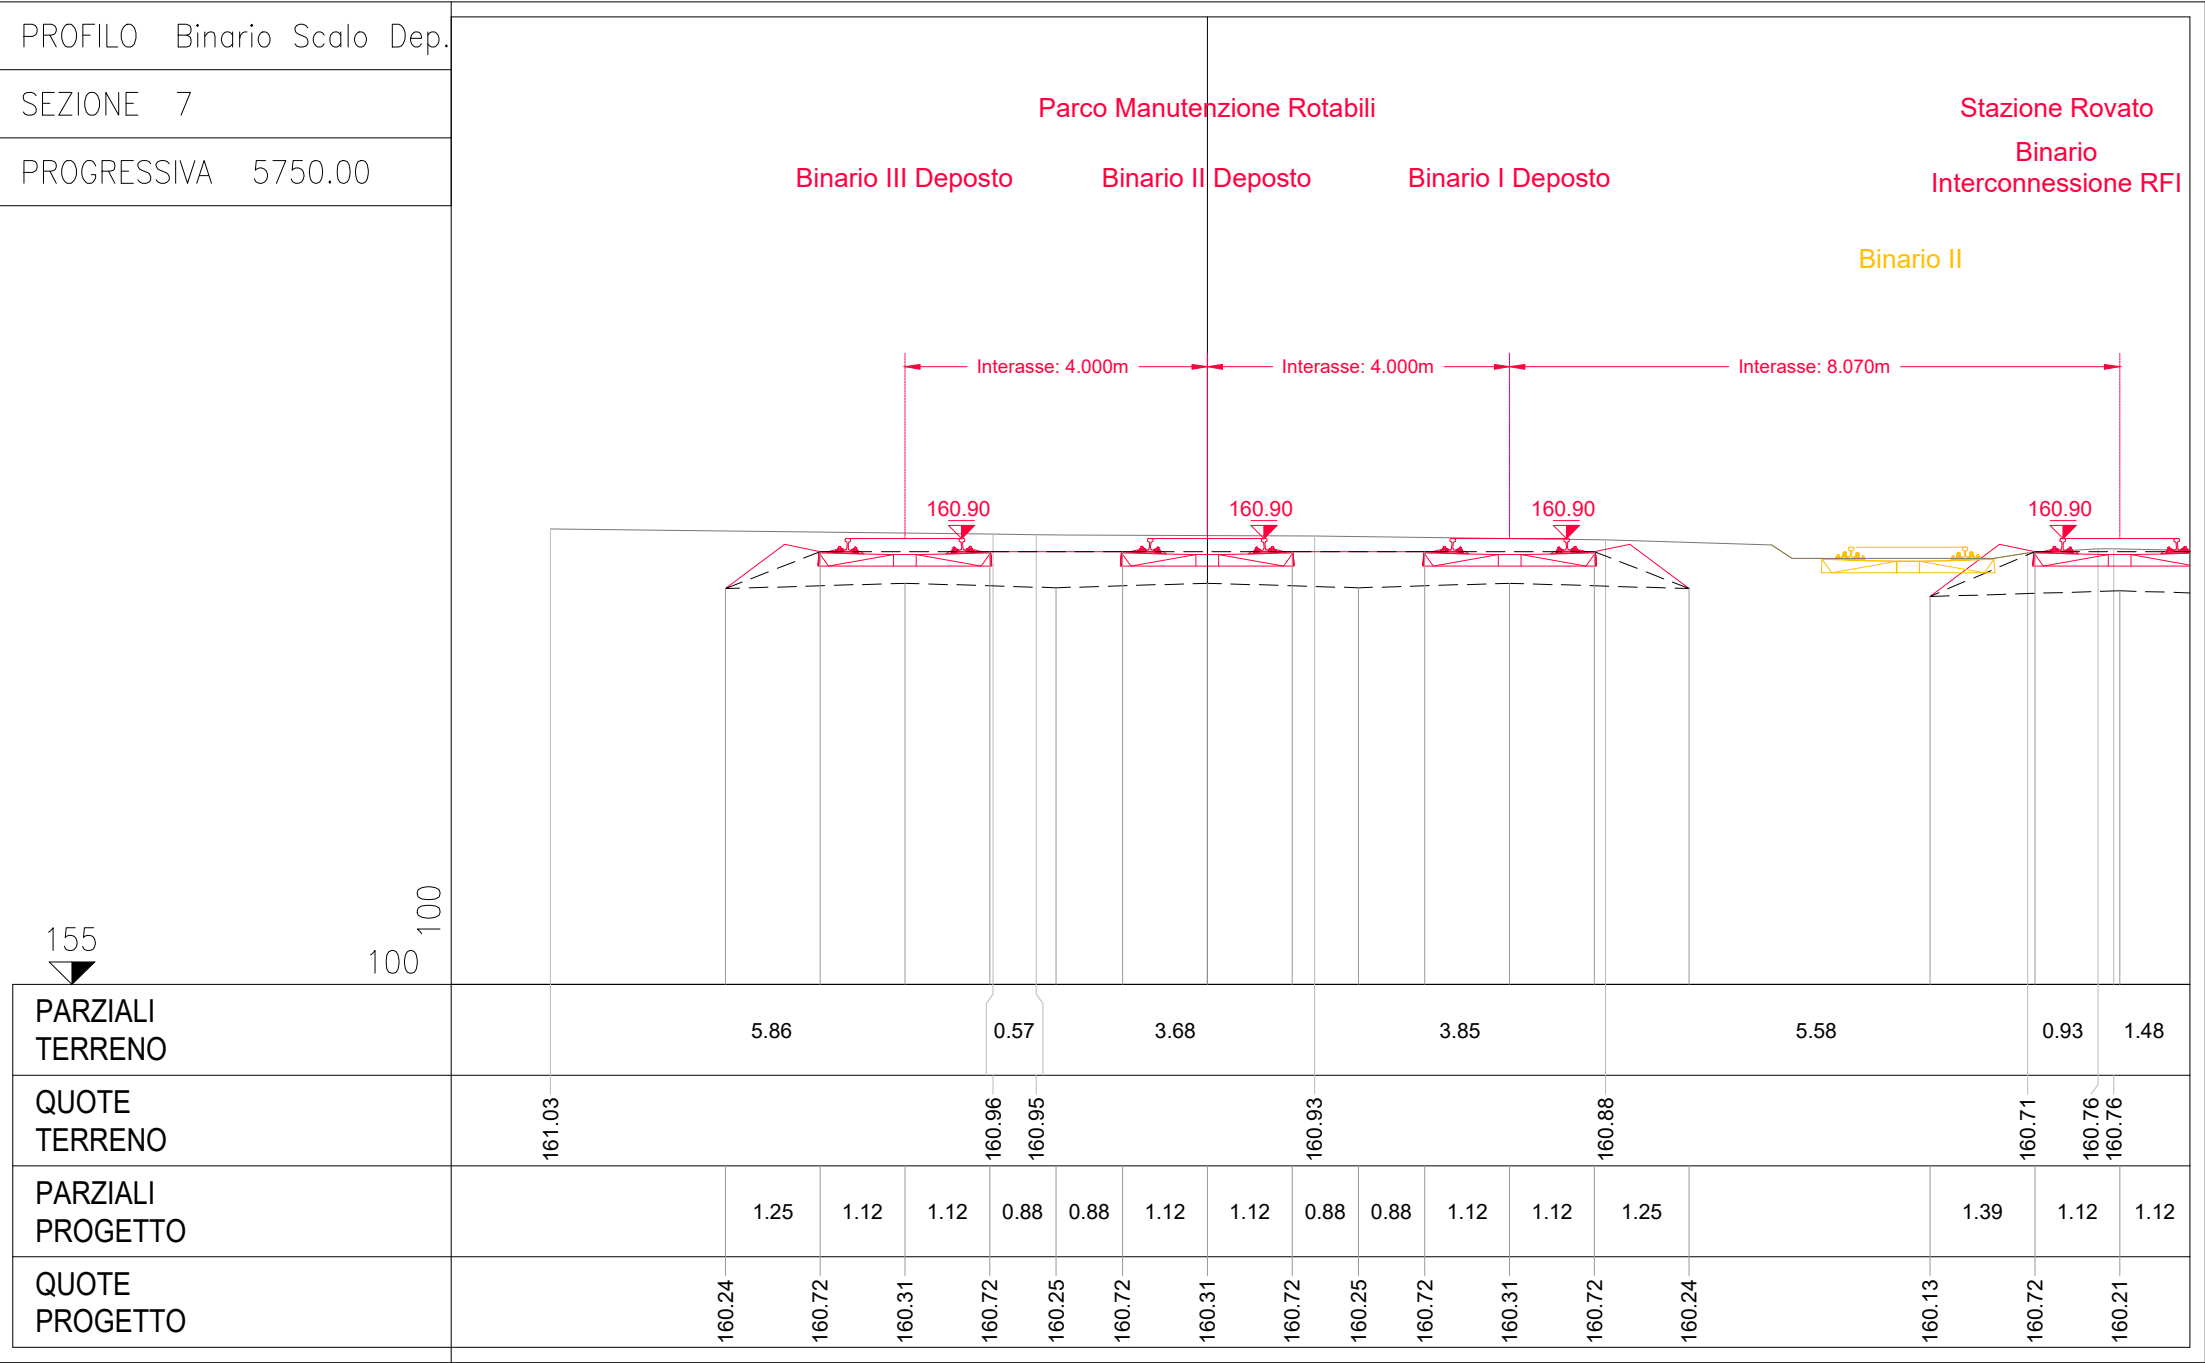 PROFILO Binario Scalo Dep.
SEZIONE 7
PROGRESSIVA 5750.00
Parco Manutenzione Rotabili
Stazione Rovato
Binario III Deposto
Binario II Deposto
Binario I Deposto
Binario
Interconnessione RFI
Binario II
Interasse: 4.000m
Interasse: 4.000m
Interasse: 8.070m
160.90
160.90
160.90
160.90
155
100
100
PARZIALI
TERRENO
5.86
0.57
3.68
3.85
5.58
0.93
1.48
QUOTE
TERRENO
161.03
160.96
160.95
160.93
160.88
160.71
160.76
160.76
PARZIALI
PROGETTO
1.25
1.12
1.12
0.88
0.88
1.12
1.12
0.88
0.88
1.12
1.12
1.25
1.39
1.12
1.12
QUOTE
PROGETTO
160.24
160.72
160.31
160.72
160.25
160.72
160.31
160.72
160.25
160.72
160.31
160.72
160.24
160.13
160.72
160.21